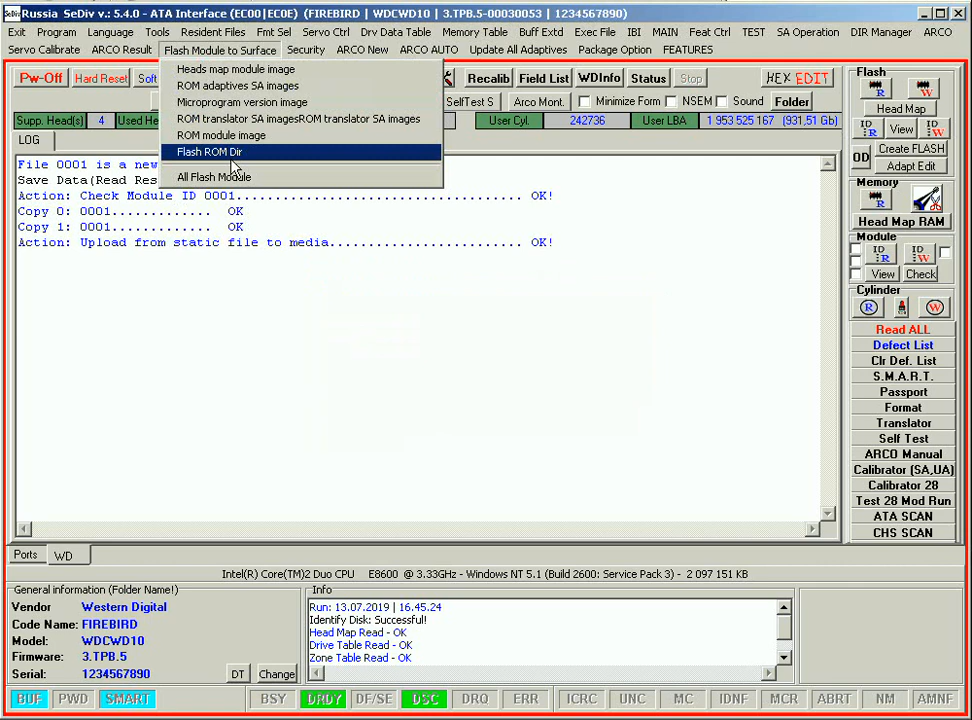 Russia SeDiv v.: 5.4.0 - ATA Interface (EC00|EC0E) (FIREBIRD | WDCWD10 | 3.TPB.5-00030053 | 1234567890)
Exit Program Language Tools Resident Files Fmt Sel Servo Ctrl Drv Data Table Memory Table Buff Extd Exec File IBI MAIN Feat Ctrl TEST SA Operation DIR Manager ARCO
Servo Calibrate ARCO Result Flash Module to Surface Security ARCO New ARCO AUTO Update All Adaptives Package Option FEATURES
Pw-Off Hard Reset Soft Recalib Field List WDInfo Status Stop HEX EDIT
SelfTest S Arco Mont. Minimize Form NSEM Sound Folder
Supp. Head(s) 4 Used He User Cyl. 242736 User LBA 1 953 525 167 (931,51 Gb)
Heads map module image
ROM adaptives SA images
Microprogram version image
ROM translator SA imagesROM translator SA images
ROM module image
Flash ROM Dir
All Flash Module
LOG
File 0001 is a new
Save Data(Read Res
Action: Check Module ID 0001..................................... OK!
Copy 0: 0001............. OK
Copy 1: 0001............. OK
Action: Upload from static file to media......................... OK!
Flash
R W
Head Map
ID R View ID W
OD Create FLASH
Adapt Edit
Memory
R
Head Map RAM
Module
ID R ID W
View Check
Cylinder
R W
Read ALL
Defect List
Clr Def. List
S.M.A.R.T.
Passport
Format
Translator
Self Test
ARCO Manual
Calibrator (SA,UA)
Calibrator 28
Test 28 Mod Run
ATA SCAN
CHS SCAN
Ports WD
Intel(R) Core(TM)2 Duo CPU E8600 @ 3.33GHz - Windows NT 5.1 (Build 2600: Service Pack 3) - 2 097 151 KB
General information (Folder Name!)
Vendor Western Digital
Code Name: FIREBIRD
Model: WDCWD10
Firmware: 3.TPB.5
Serial: 1234567890 DT Change
Info
Run: 13.07.2019 | 16.45.24
Identify Disk: Successful!
Head Map Read - OK
Drive Table Read - OK
Zone Table Read - OK
BUF PWD SMART BSY DRDY DF/SE DSC DRQ ERR ICRC UNC MC IDNF MCR ABRT NM AMNF